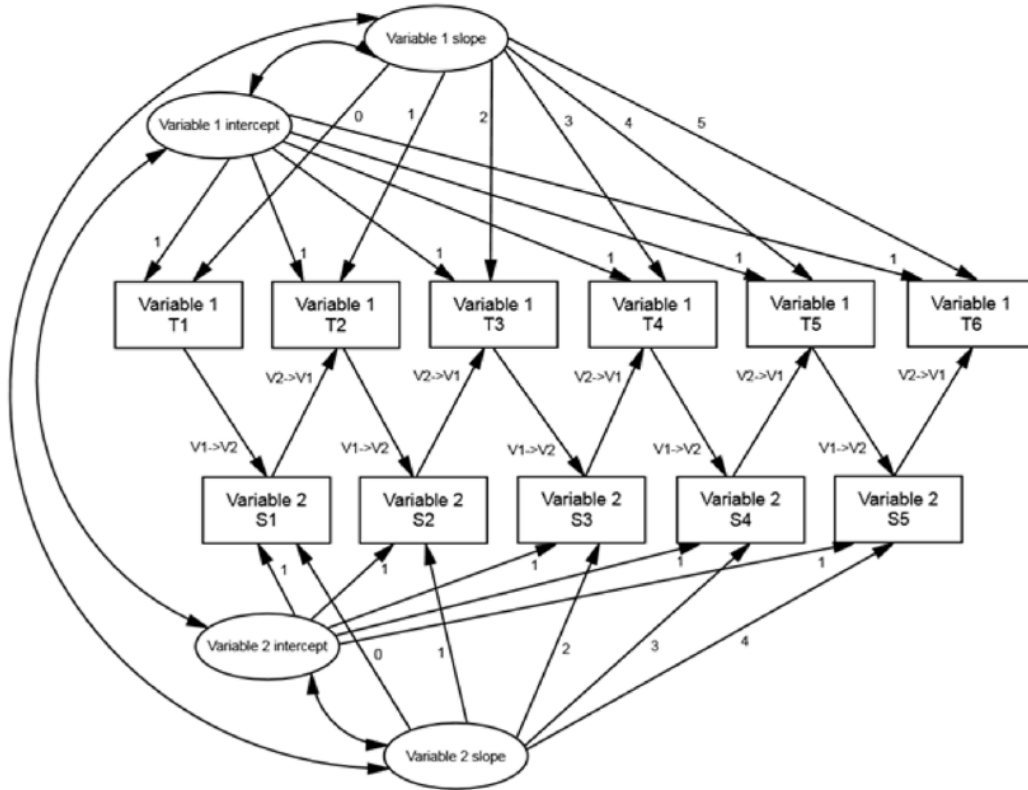 Variable 1 slope
Variable 1 intercept
0
1
2
3
4
5
1
1
1
1
1
1
Variable 1
T1
Variable 1
T2
Variable 1
T3
Variable 1
T4
Variable 1
T5
Variable 1
T6
V2->V1
V2->V1
V2->V1
V2->V1
V2->V1
V1->V2
V1->V2
V1->V2
V1->V2
V1->V2
Variable 2
S1
Variable 2
S2
Variable 2
S3
Variable 2
S4
Variable 2
S5
1
1
1
1
1
Variable 2 intercept
0
1
2
3
4
Variable 2 slope